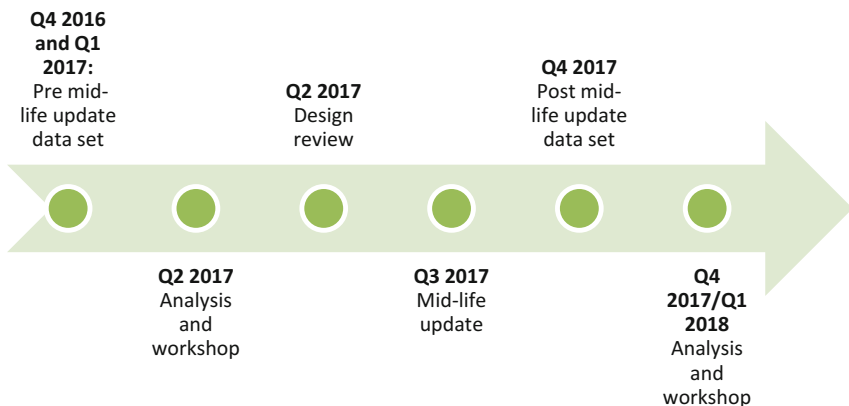 Q4 2016
and Q1
2017:
Pre mid-
life update
data set
Q2 2017
Analysis
and
workshop
Q2 2017
Design
review
Q3 2017
Mid-life
update
Q4 2017
Post mid-
life update
data set
Q4
2017/Q1
2018
Analysis
and
workshop